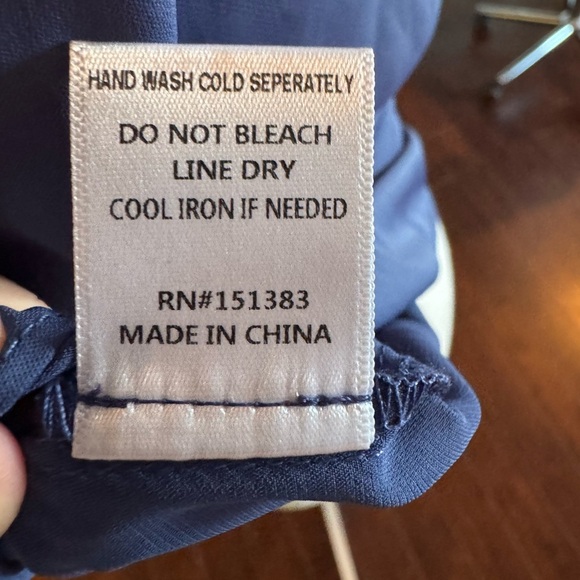 HAND WASH COLD SEPERATELY
DO NOT BLEACH
LINE DRY
COOL IRON IF NEEDED
RN#151383
MADE IN CHINA